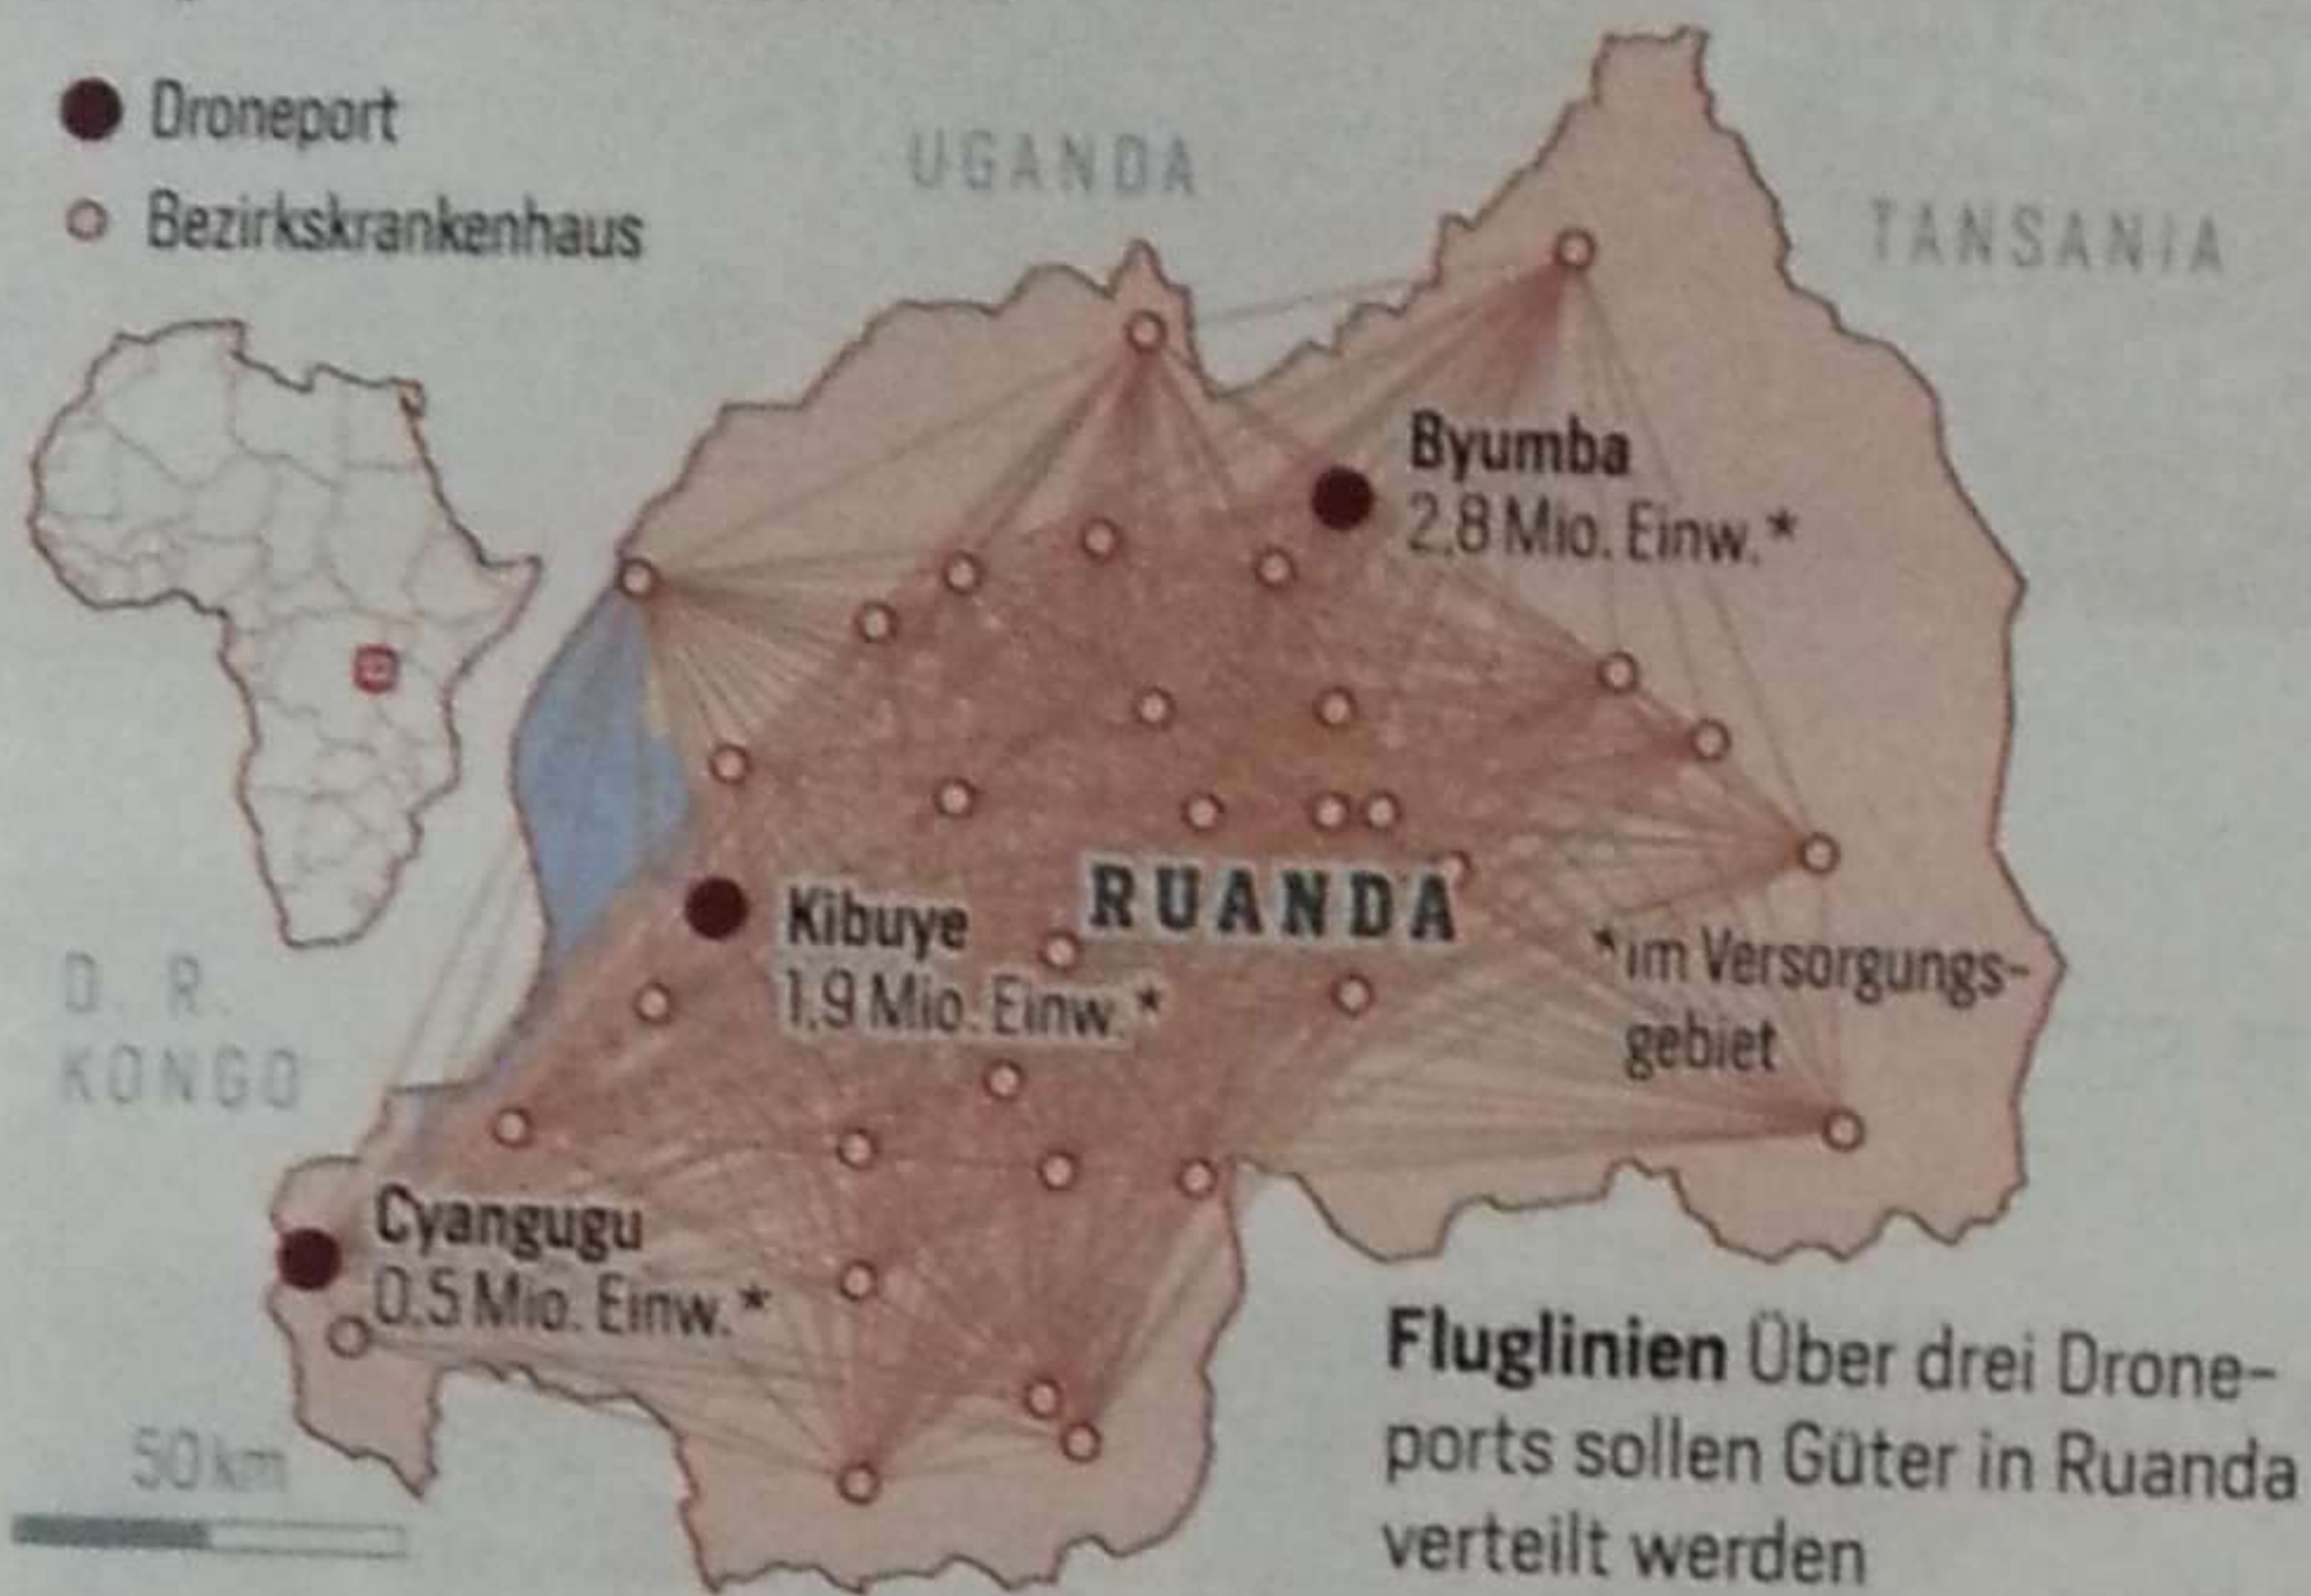 Droneport
Bezirkskrankenhaus
UGANDA
TANSANIA
Byumba
2,8 Mio. Einw.*
RUANDA
Kibuye
1,9 Mio. Einw.*
*im Versorgungs-
gebiet
D. R.
KONGO
Cyangugu
0,5 Mio. Einw.*
50 km
Fluglinien Über drei Drone-
ports sollen Güter in Ruanda
verteilt werden